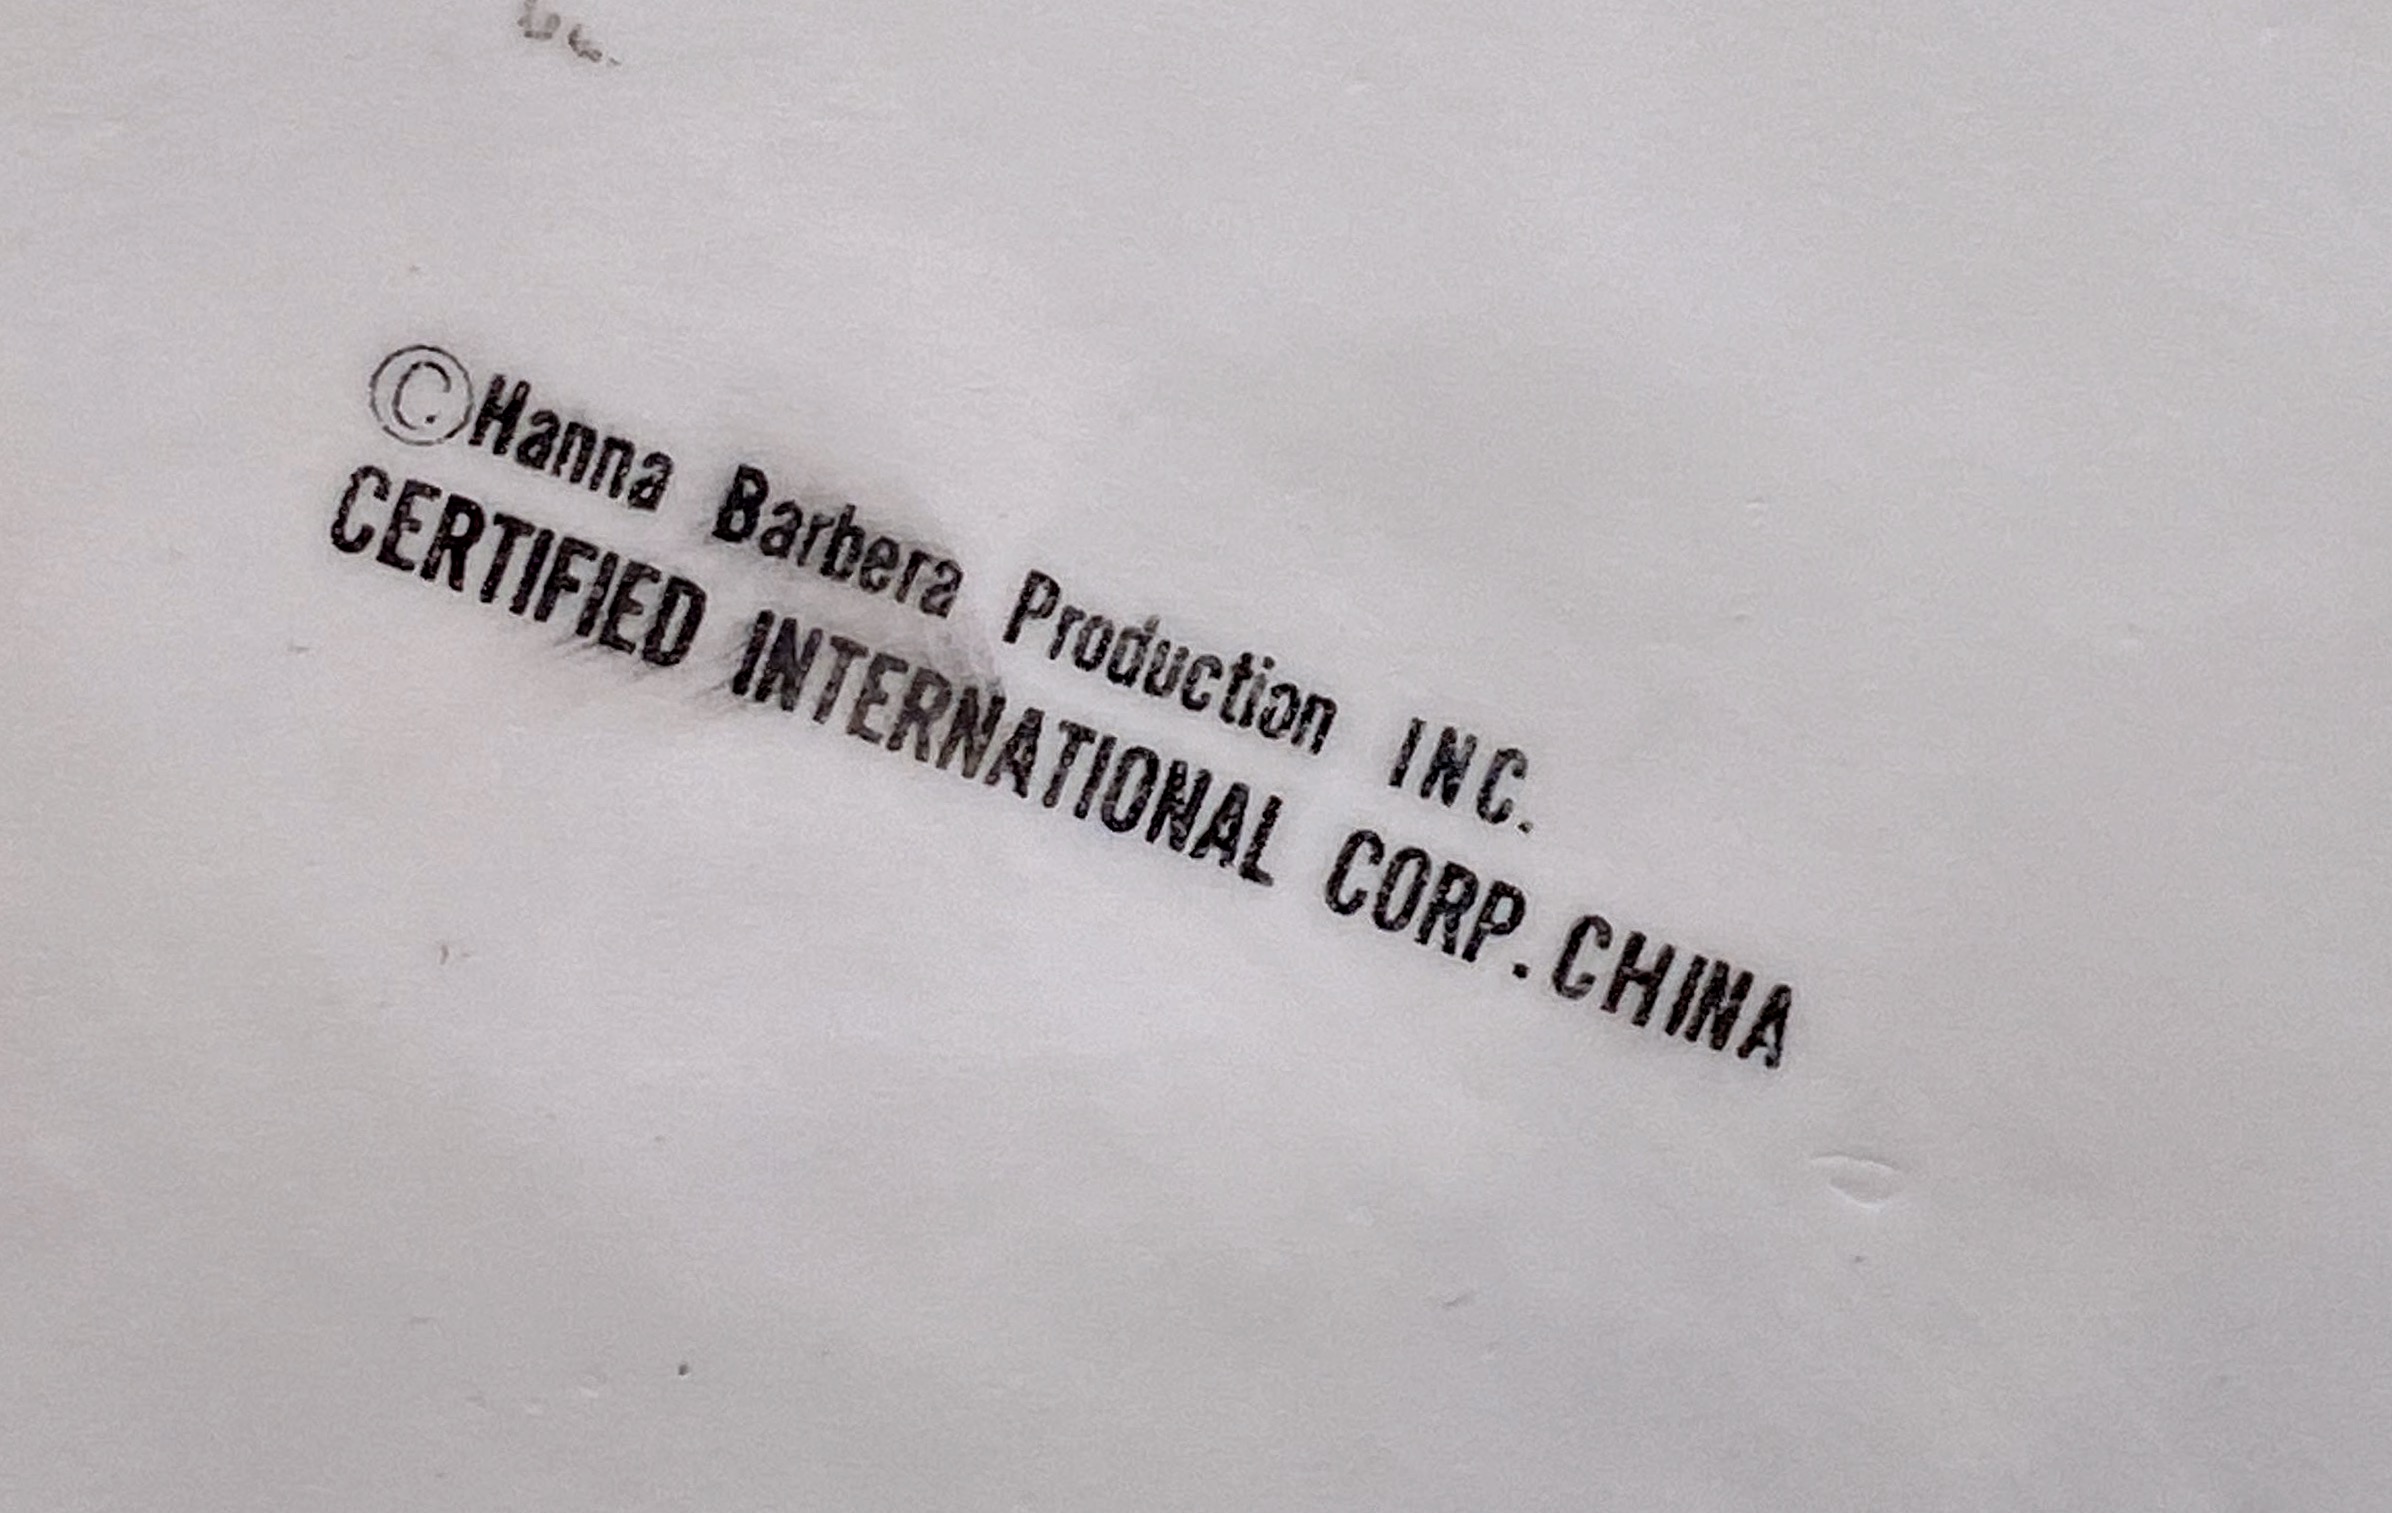 ©Hanna Barbera Production INC.
CERTIFIED INTERNATIONAL CORP. CHINA